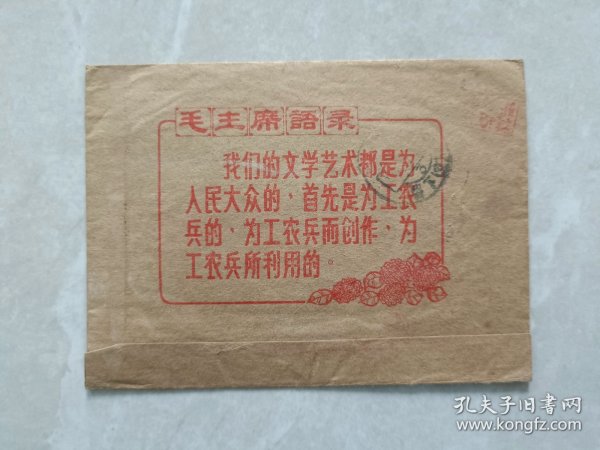 毛主席語录
我们的文学艺术都是为
人民大众的，首先是为工农
兵的，为工农兵而创作，为
工农兵所利用的。
孔夫子旧书网
www.kongfz.com